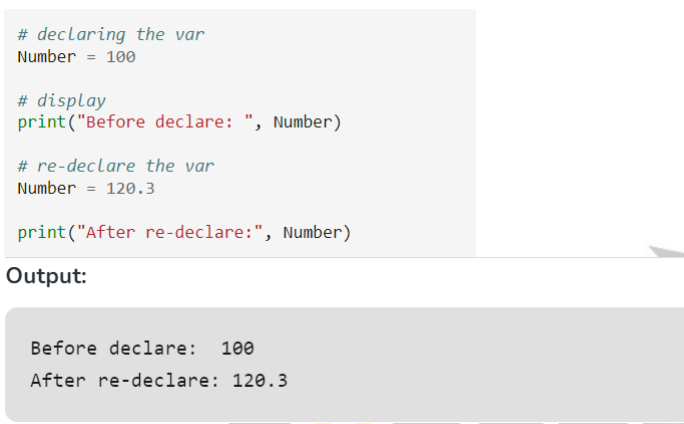 # declaring the var
Number = 100
# display
print("Before declare: ", Number)
# re-declare the var
Number = 120.3
print("After re-declare:", Number)
Output:
Before declare:  100
After re-declare: 120.3